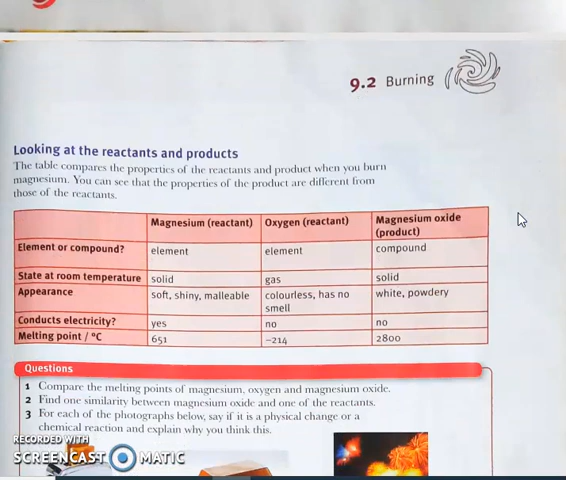 9.2 Burning
Looking at the reactants and products
The table compares the properties of the reactants and product when you burn
magnesium. You can see that the properties of the product are different from
those of the reactants.
Magnesium (reactant) Oxygen (reactant) Magnesium oxide
(product)
Element or compound? element element compound
State at room temperature solid gas solid
Appearance soft, shiny, malleable colourless, has no white, powdery
smell
Conducts electricity? yes no no
Melting point / °C 651 −214 2800
Questions
1 Compare the melting points of magnesium, oxygen and magnesium oxide.
2 Find one similarity between magnesium oxide and one of the reactants.
3 For each of the photographs below, say if it is a physical change or a
chemical reaction and explain why you think this.
RECORDED WITH
SCREENCAST MATIC